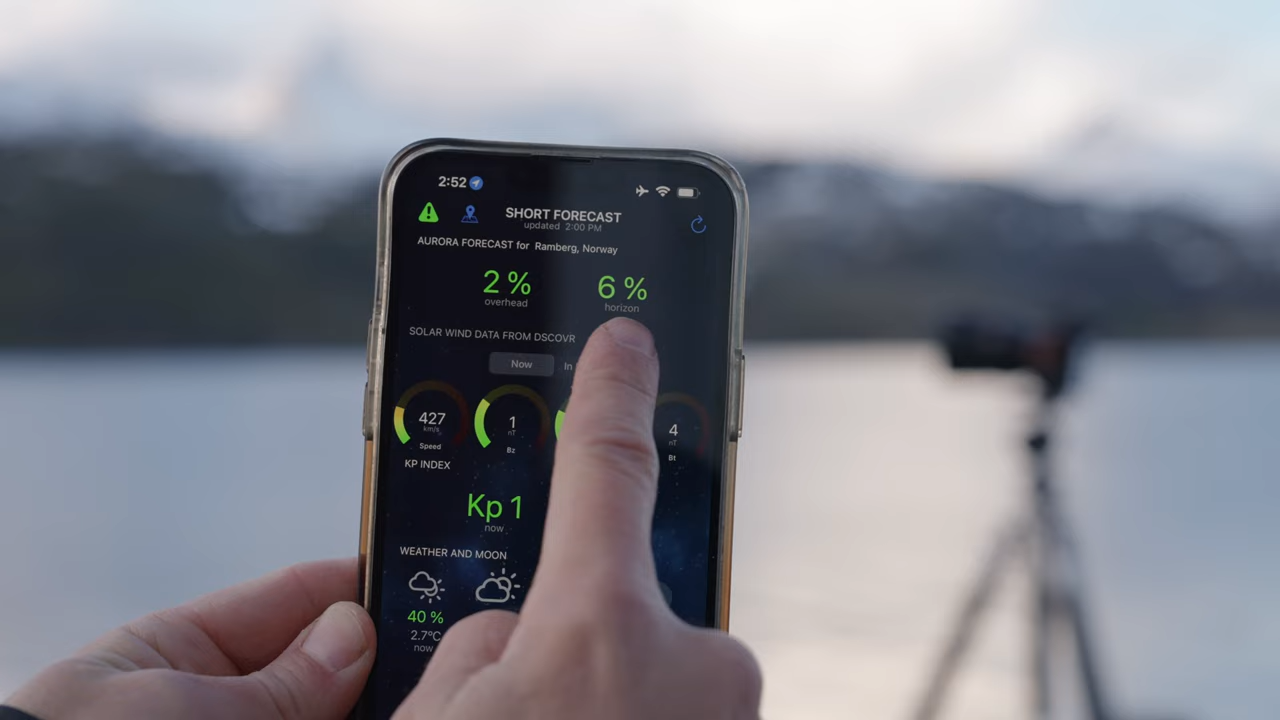 2:52
SHORT FORECAST
updated 2:00 PM
AURORA FORECAST for Ramberg, Norway
2 % 6 %
overhead horizon
SOLAR WIND DATA FROM DSCOVR
Now In
427 1 4
km/s nT nT
Speed Bz Bt
KP INDEX
Kp 1
now
WEATHER AND MOON
40 %
2.7°C
now